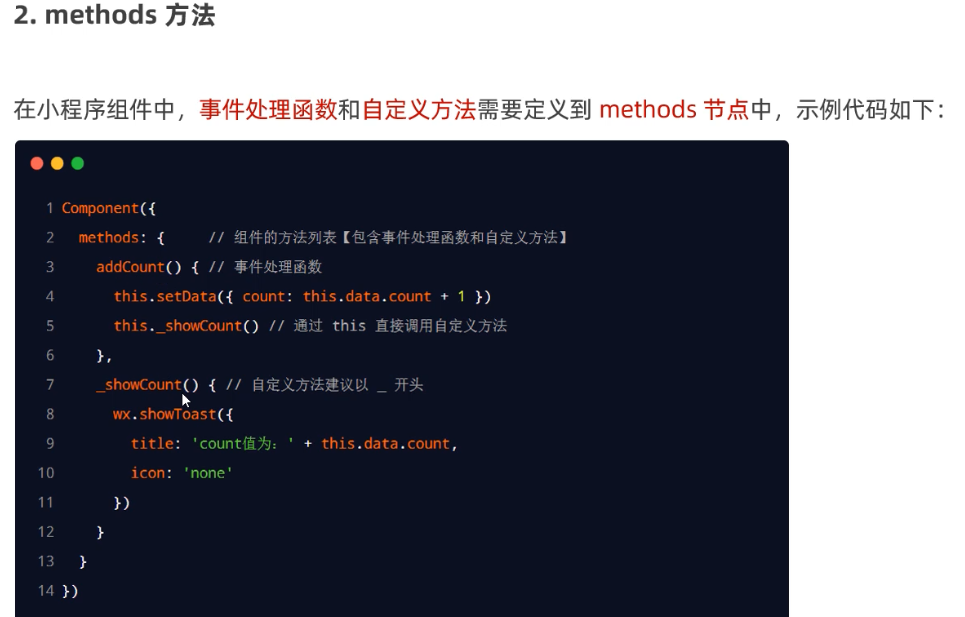 2. methods 方法
在小程序组件中，事件处理函数和自定义方法需要定义到 methods 节点中，示例代码如下：
1 Component({
2 methods: { // 组件的方法列表【包含事件处理函数和自定义方法】
3 addCount() { // 事件处理函数
4 this.setData({ count: this.data.count + 1 })
5 this._showCount() // 通过 this 直接调用自定义方法
6 },
7 _showCount() { // 自定义方法建议以 _ 开头
8 wx.showToast({
9 title: 'count值为：' + this.data.count,
10 icon: 'none'
11 })
12 }
13 }
14 })